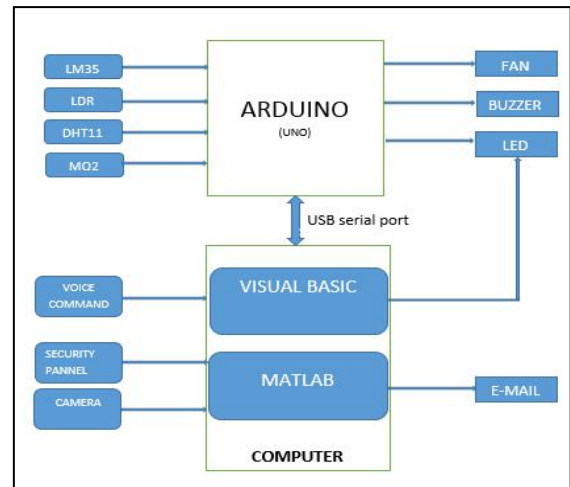 LM35
LDR
DHT11
MQ2
ARDUINO
(UNO)
FAN
BUZZER
LED
USB serial port
VOICE
COMMAND
VISUAL BASIC
SECURITY
PANNEL
CAMERA
MATLAB
E-MAIL
COMPUTER